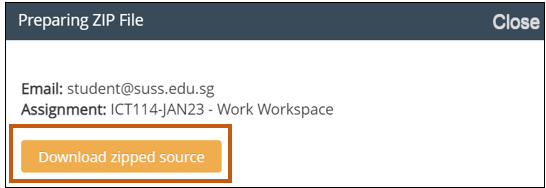 Preparing ZIP File Close
Email: student@suss.edu.sg
Assignment: ICT114-JAN23 - Work Workspace
Download zipped source